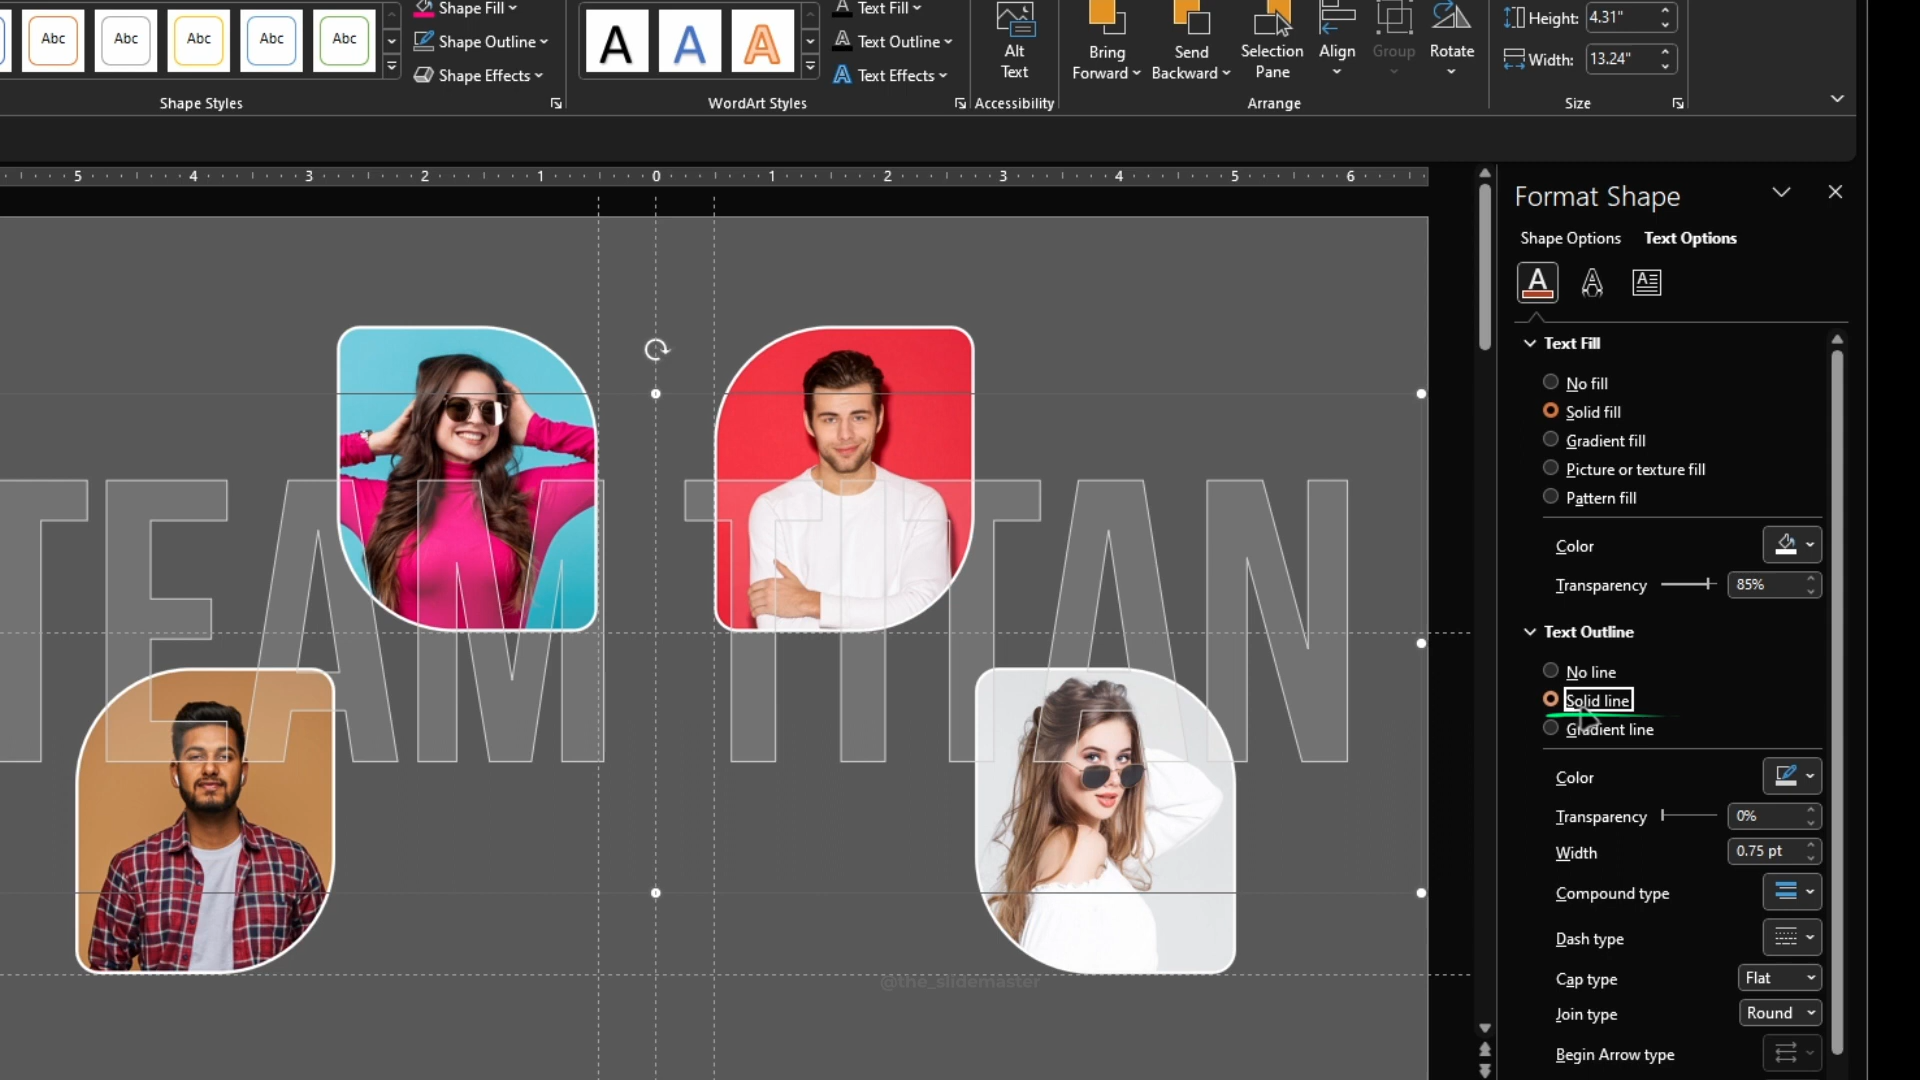 Abc Abc Abc Abc Abc
Shape Fill
Shape Outline
Shape Effects
Shape Styles
A A A
Text Fill
Text Outline
Text Effects
WordArt Styles
Alt
Text
Accessibility
Bring
Forward
Send
Backward
Selection
Pane
Align
Group
Rotate
Arrange
Height: 4.31"
Width: 13.24"
Size
5 4 3 2 1 0 1 2 3 4 5 6
TEAM TITAN
@the_slidemaster
Format Shape
Shape Options Text Options
Text Fill
No fill
Solid fill
Gradient fill
Picture or texture fill
Pattern fill
Color
Transparency 85%
Text Outline
No line
Solid line
Gradient line
Color
Transparency 0%
Width 0.75 pt
Compound type
Dash type
Cap type Flat
Join type Round
Begin Arrow type